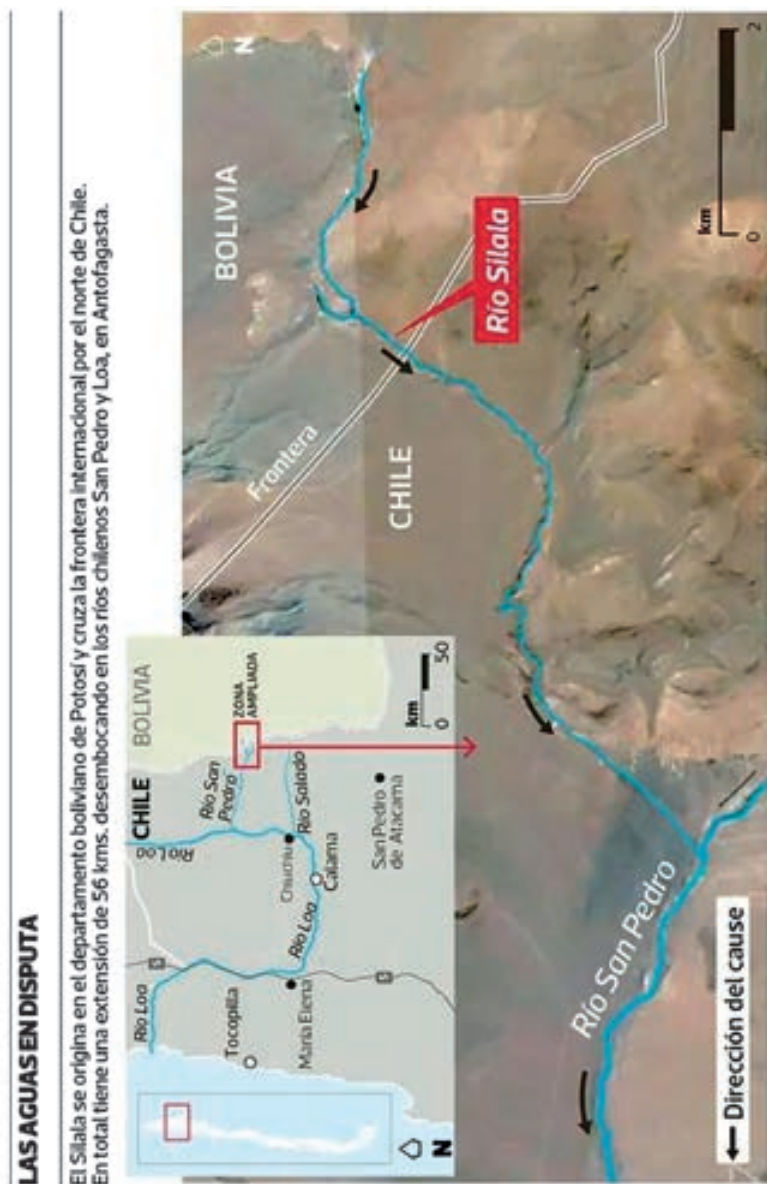 LAS AGUAS EN DISPUTA
El Silala se origina en el departamento boliviano de Potosí y cruza la frontera internacional por el norte de Chile.
En total tiene una extensión de 56 kms, desembocando en los ríos chilenos San Pedro y Loa, en Antofagasta.
Río Loa
Tocopilla
María Elena
Río Loa
CHILE
BOLIVIA
Río Loa
Río San
Pedro
ZONA
AMPLIADA
Chiuchiu
Río Salado
Calama
San Pedro
de Atacama
km
50
N
Frontera
BOLIVIA
N
CHILE
Río Silala
Río San Pedro
Dirección del cause
km
0
2